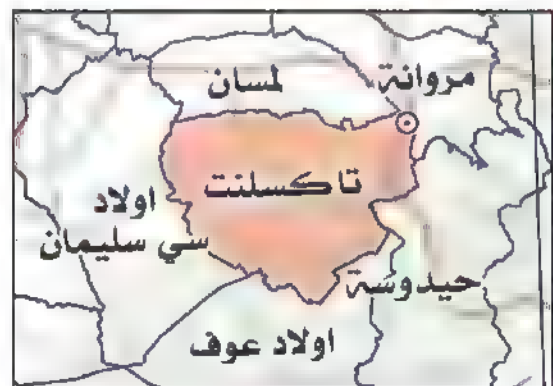 مروانة
لمسان
تاكسلنت
اولاد
سي سليمان
حيدوسة
اولاد عوف